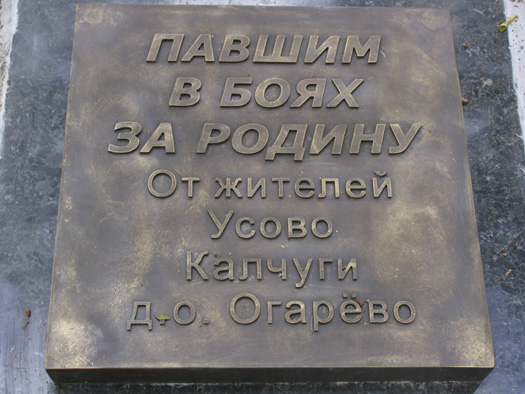 ПАВШИМ
В БОЯХ
ЗА РОДИНУ
От жителей
Усово
Калчуги
д.о. Огарёво